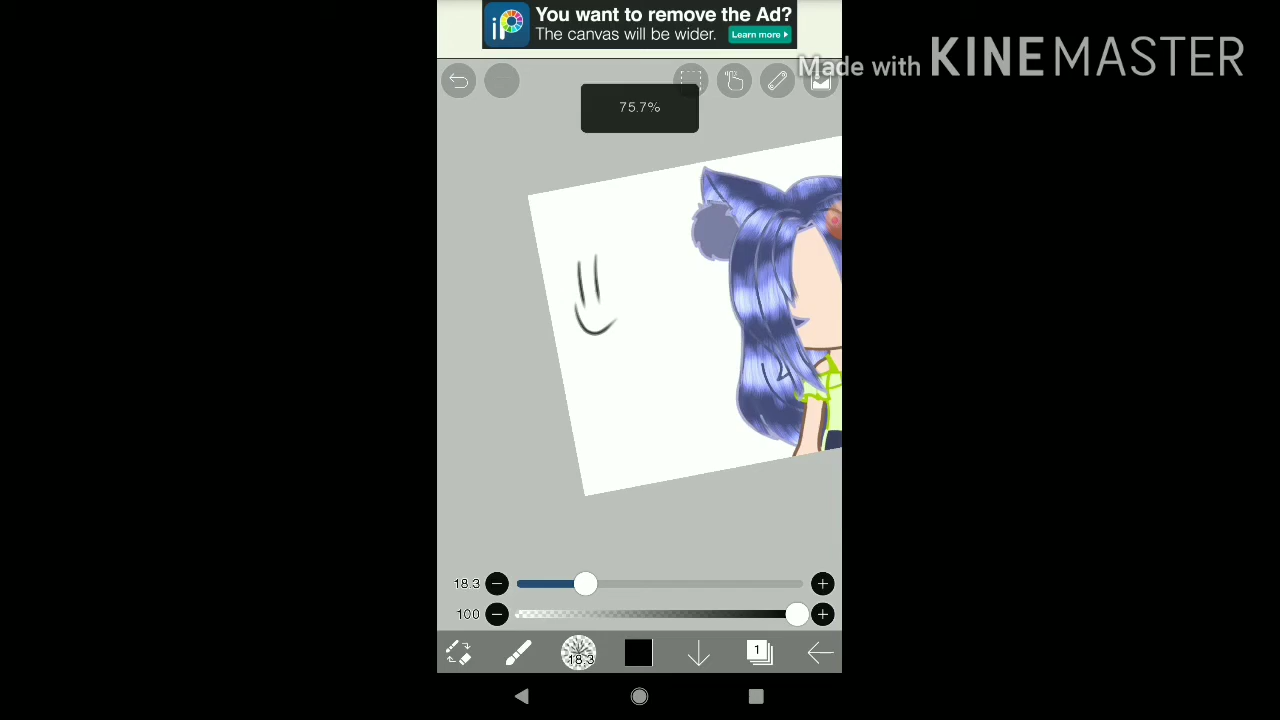 iP
You want to remove the Ad?
The canvas will be wider.
Learn more
Made with KINEMASTER
75.7%
18.3
100
18.3
1